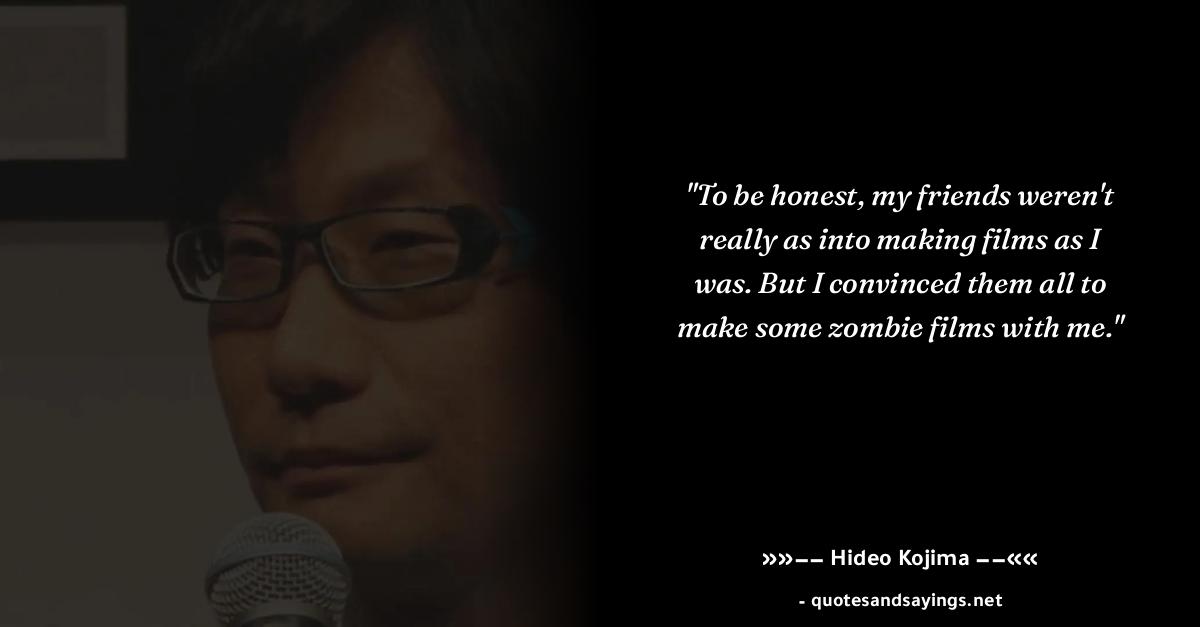 "To be honest, my friends weren't
really as into making films as I
was. But I convinced them all to
make some zombie films with me."
»»–– Hideo Kojima ––««
- quotesandsayings.net